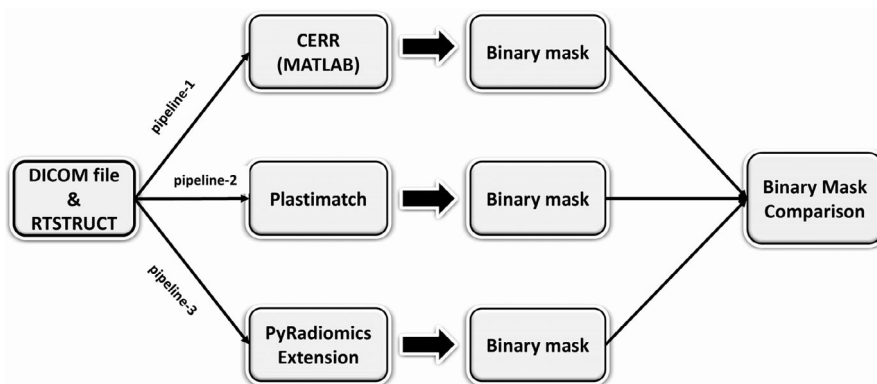 CERR
(MATLAB)
Binary mask
pipeline-1
DICOM file
&
RTSTRUCT
pipeline-2
Plastimatch
Binary mask
Binary Mask
Comparison
pipeline-3
PyRadiomics
Extension
Binary mask